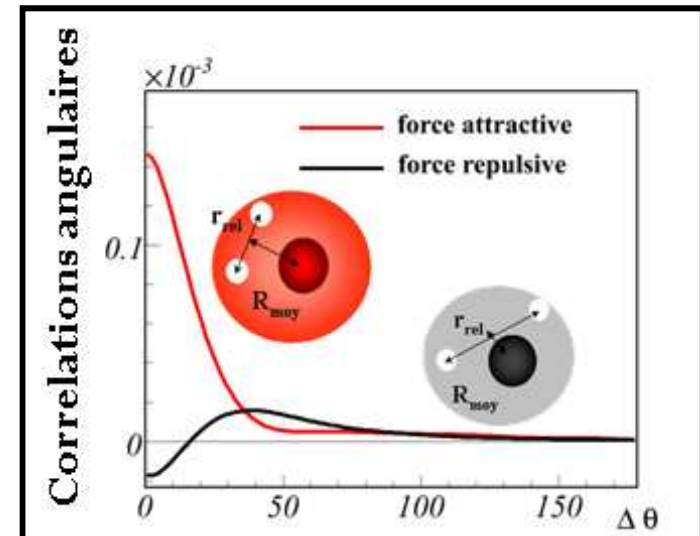 Correlations angulaires
×10⁻³
force attractive
force repulsive
r_rel
0.1
R_moy
r_rel
R_moy
0
0
50
100
150
Δ θ